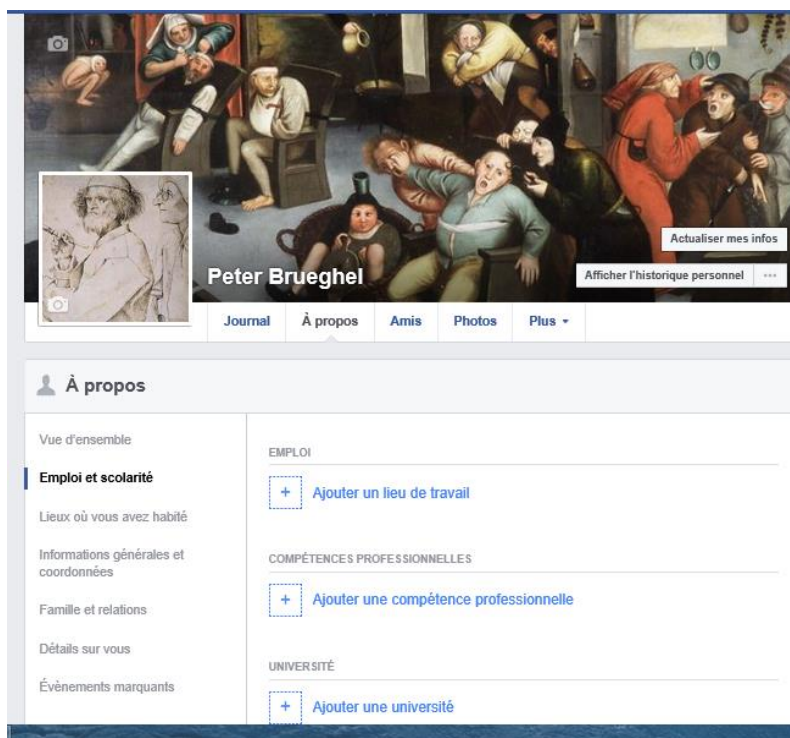 Actualiser mes infos
Peter Brueghel
Afficher l'historique personnel
Journal À propos Amis Photos Plus
À propos
Vue d'ensemble
Emploi et scolarité
Lieux où vous avez habité
Informations générales et
coordonnées
Famille et relations
Détails sur vous
Évènements marquants
EMPLOI
+ Ajouter un lieu de travail
COMPÉTENCES PROFESSIONNELLES
+ Ajouter une compétence professionnelle
UNIVERSITÉ
+ Ajouter une université